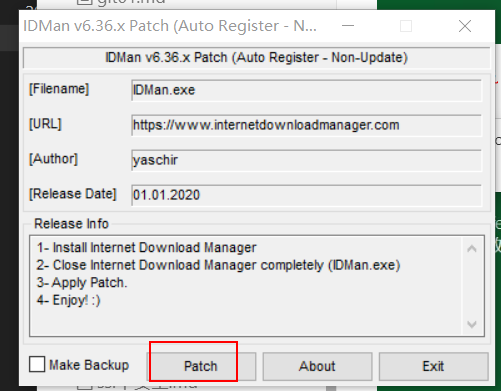 git01.md
IDMan v6.36.x Patch (Auto Register - N...
IDMan v6.36.x Patch (Auto Register - Non-Update)
[Filename] IDMan.exe
[URL] https://www.internetdownloadmanager.com
[Author] yaschir
[Release Date] 01.01.2020
Release Info
1- Install Internet Download Manager
2- Close Internet Download Manager completely (IDMan.exe)
3- Apply Patch.
4- Enjoy! :)
Make Backup Patch About Exit